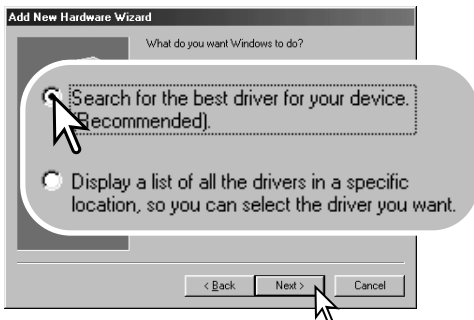 Add New Hardware Wizard
What do you want Windows to do?
Search for the best driver for your device.
(Recommended).
Display a list of all the drivers in a specific
location, so you can select the driver you want.
< Back
Next >
Cancel